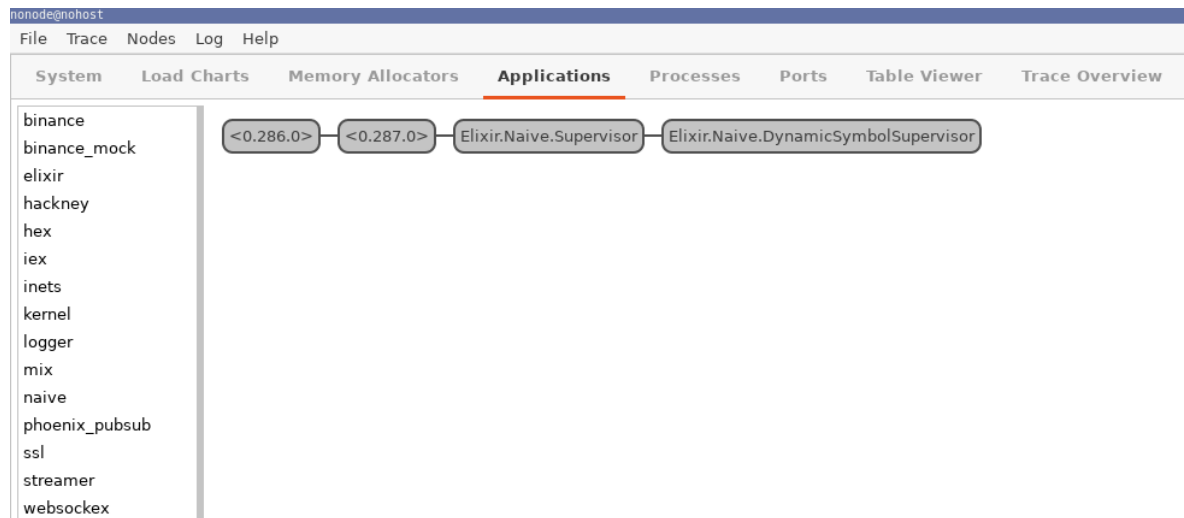 nonode@nohost
File Trace Nodes Log Help
System Load Charts Memory Allocators Applications Processes Ports Table Viewer Trace Overview
binance
binance_mock
elixir
hackney
hex
iex
inets
kernel
logger
mix
naive
phoenix_pubsub
ssl
streamer
websockex
<0.286.0> <0.287.0> Elixir.Naive.Supervisor Elixir.Naive.DynamicSymbolSupervisor